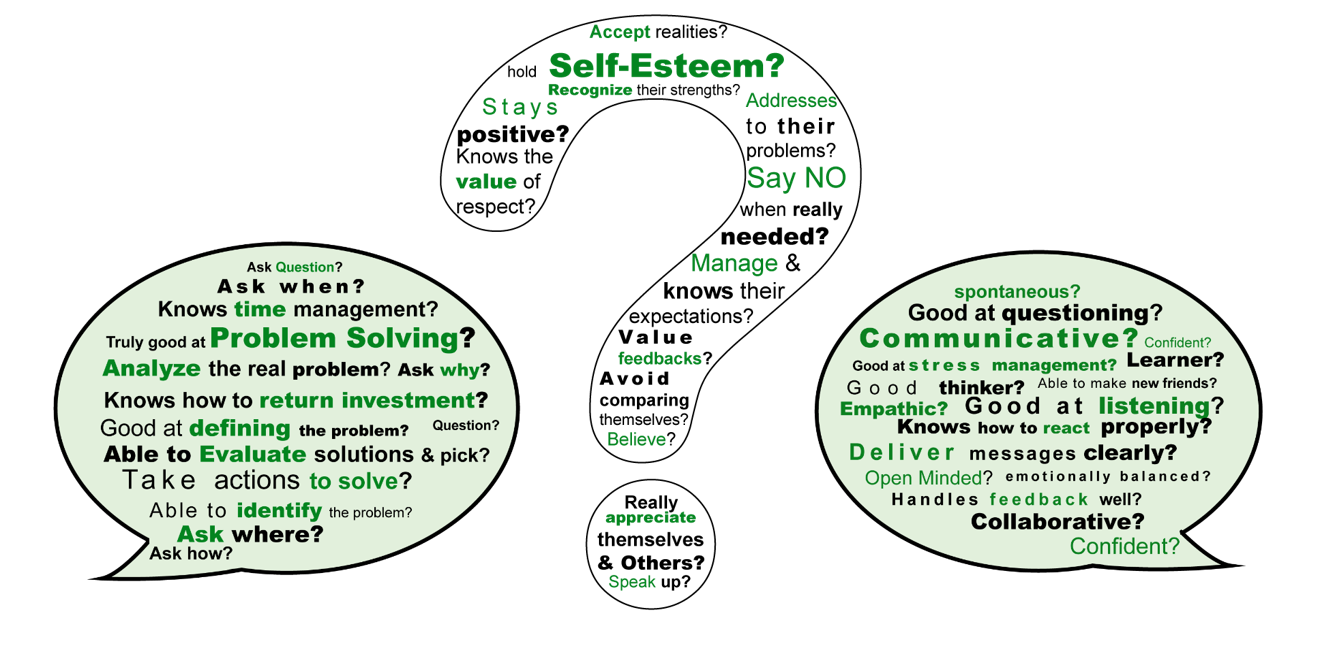 Accept realities?
hold Self-Esteem?
Recognize their strengths?
Stays
positive?
Knows the
value of
respect?
Addresses
to their
problems?
Say NO
when really
needed?
Manage &
knows their
expectations?
Value
feedbacks?
Avoid
comparing
themselves?
Believe?
Really
appreciate
themselves
& Others?
Speak up?
Ask Question?
Ask when?
Knows time management?
Truly good at Problem Solving?
Analyze the real problem? Ask why?
Knows how to return investment?
Good at defining the problem? Question?
Able to Evaluate solutions & pick?
Take actions to solve?
Able to identify the problem?
Ask where?
Ask how?
spontaneous?
Good at questioning?
Communicative? Confident?
Good at stress management? Learner?
Good thinker? Able to make new friends?
Empathic? Good at listening?
Knows how to react properly?
Deliver messages clearly?
Open Minded? emotionally balanced?
Handles feedback well?
Collaborative?
Confident?